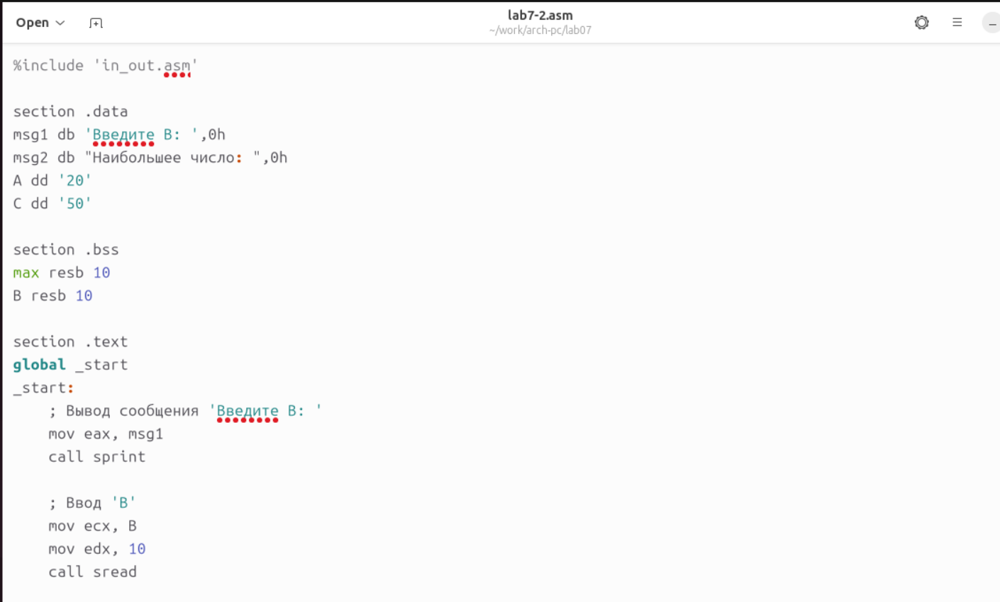 Open
lab7-2.asm
~/work/arch-pc/lab07
%include 'in_out.asm'
section .data
msg1 db 'Введите B: ',0h
msg2 db "Наибольшее число: ",0h
A dd '20'
C dd '50'
section .bss
max resb 10
B resb 10
section .text
global _start
_start:
; Вывод сообщения 'Введите B: '
mov eax, msg1
call sprint
; Ввод 'B'
mov ecx, B
mov edx, 10
call sread